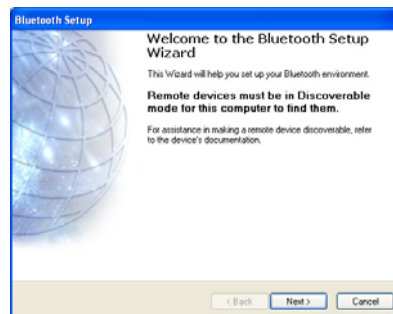 Bluetooth Setup
Welcome to the Bluetooth Setup
Wizard
This Wizard will help you set up your Bluetooth environment.
Remote devices must be in Discoverable
mode for this computer to find them.
For assistance in making a remote device discoverable, refer
to the device's documentation.
< Back Next > Cancel